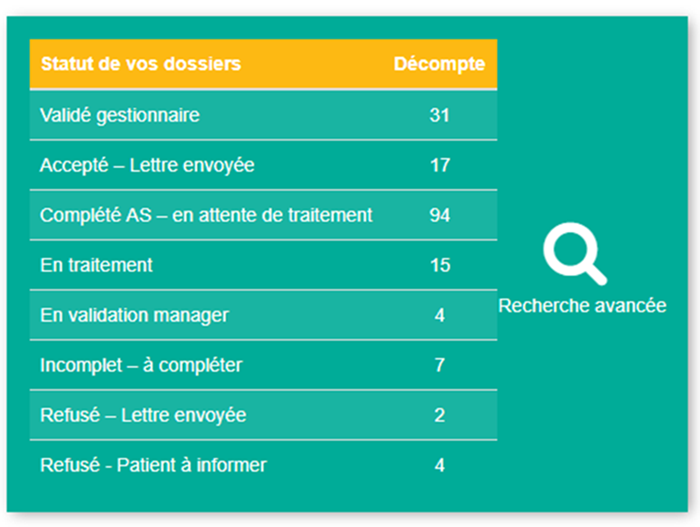 Statut de vos dossiers Décompte
Validé gestionnaire 31
Accepté – Lettre envoyée 17
Complété AS – en attente de traitement 94
En traitement 15
En validation manager 4
Incomplet – à compléter 7
Refusé – Lettre envoyée 2
Refusé - Patient à informer 4
Recherche avancée